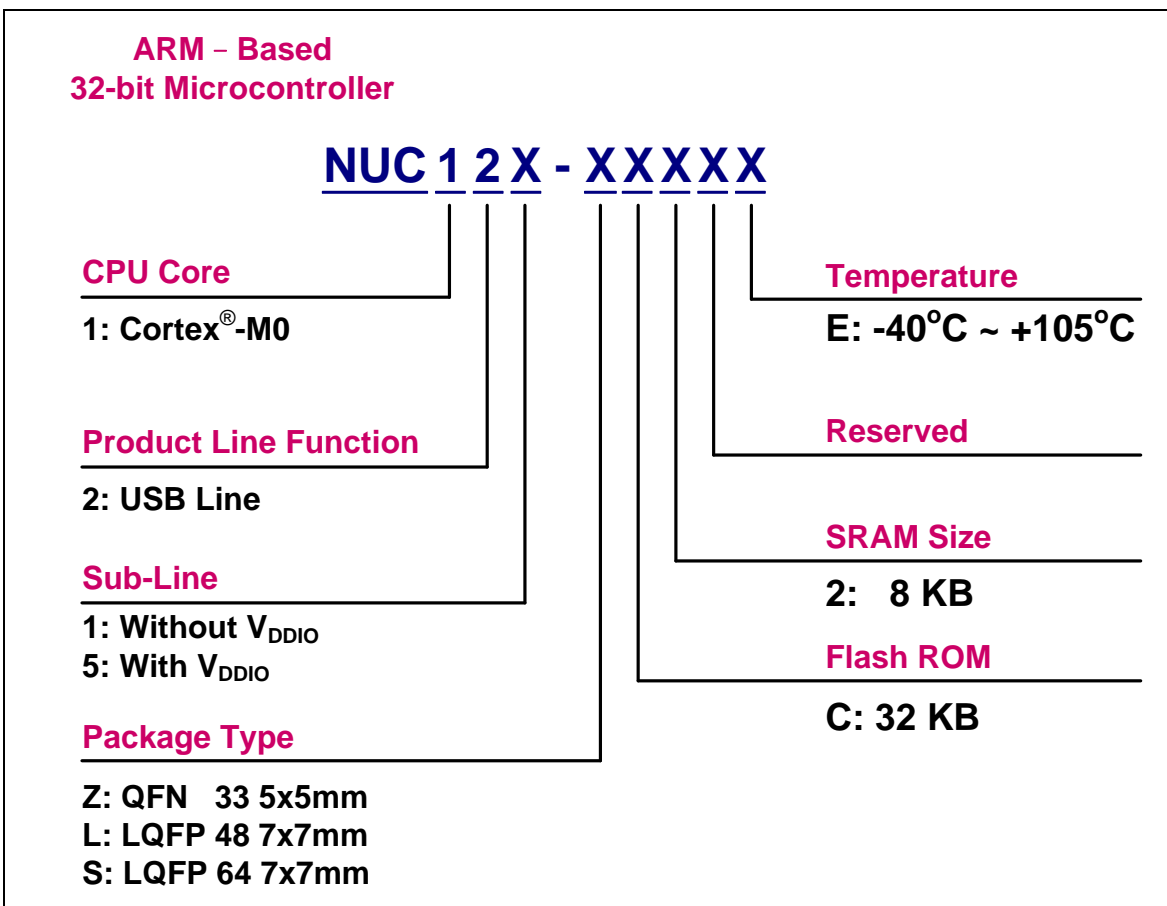 ARM – Based
32-bit Microcontroller
NUC 1 2 X - X X X X X
CPU Core
1: Cortex®-M0
Product Line Function
2: USB Line
Sub-Line
1: Without VDDIO
5: With VDDIO
Package Type
Z: QFN 33 5x5mm
L: LQFP 48 7x7mm
S: LQFP 64 7x7mm
Temperature
E: -40°C ~ +105°C
Reserved
SRAM Size
2: 8 KB
Flash ROM
C: 32 KB